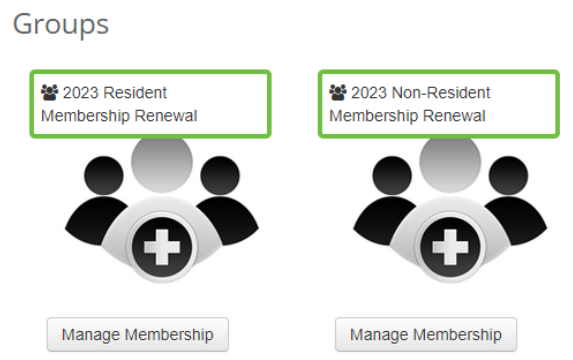 Groups
2023 Resident
Membership Renewal
2023 Non-Resident
Membership Renewal
Manage Membership
Manage Membership